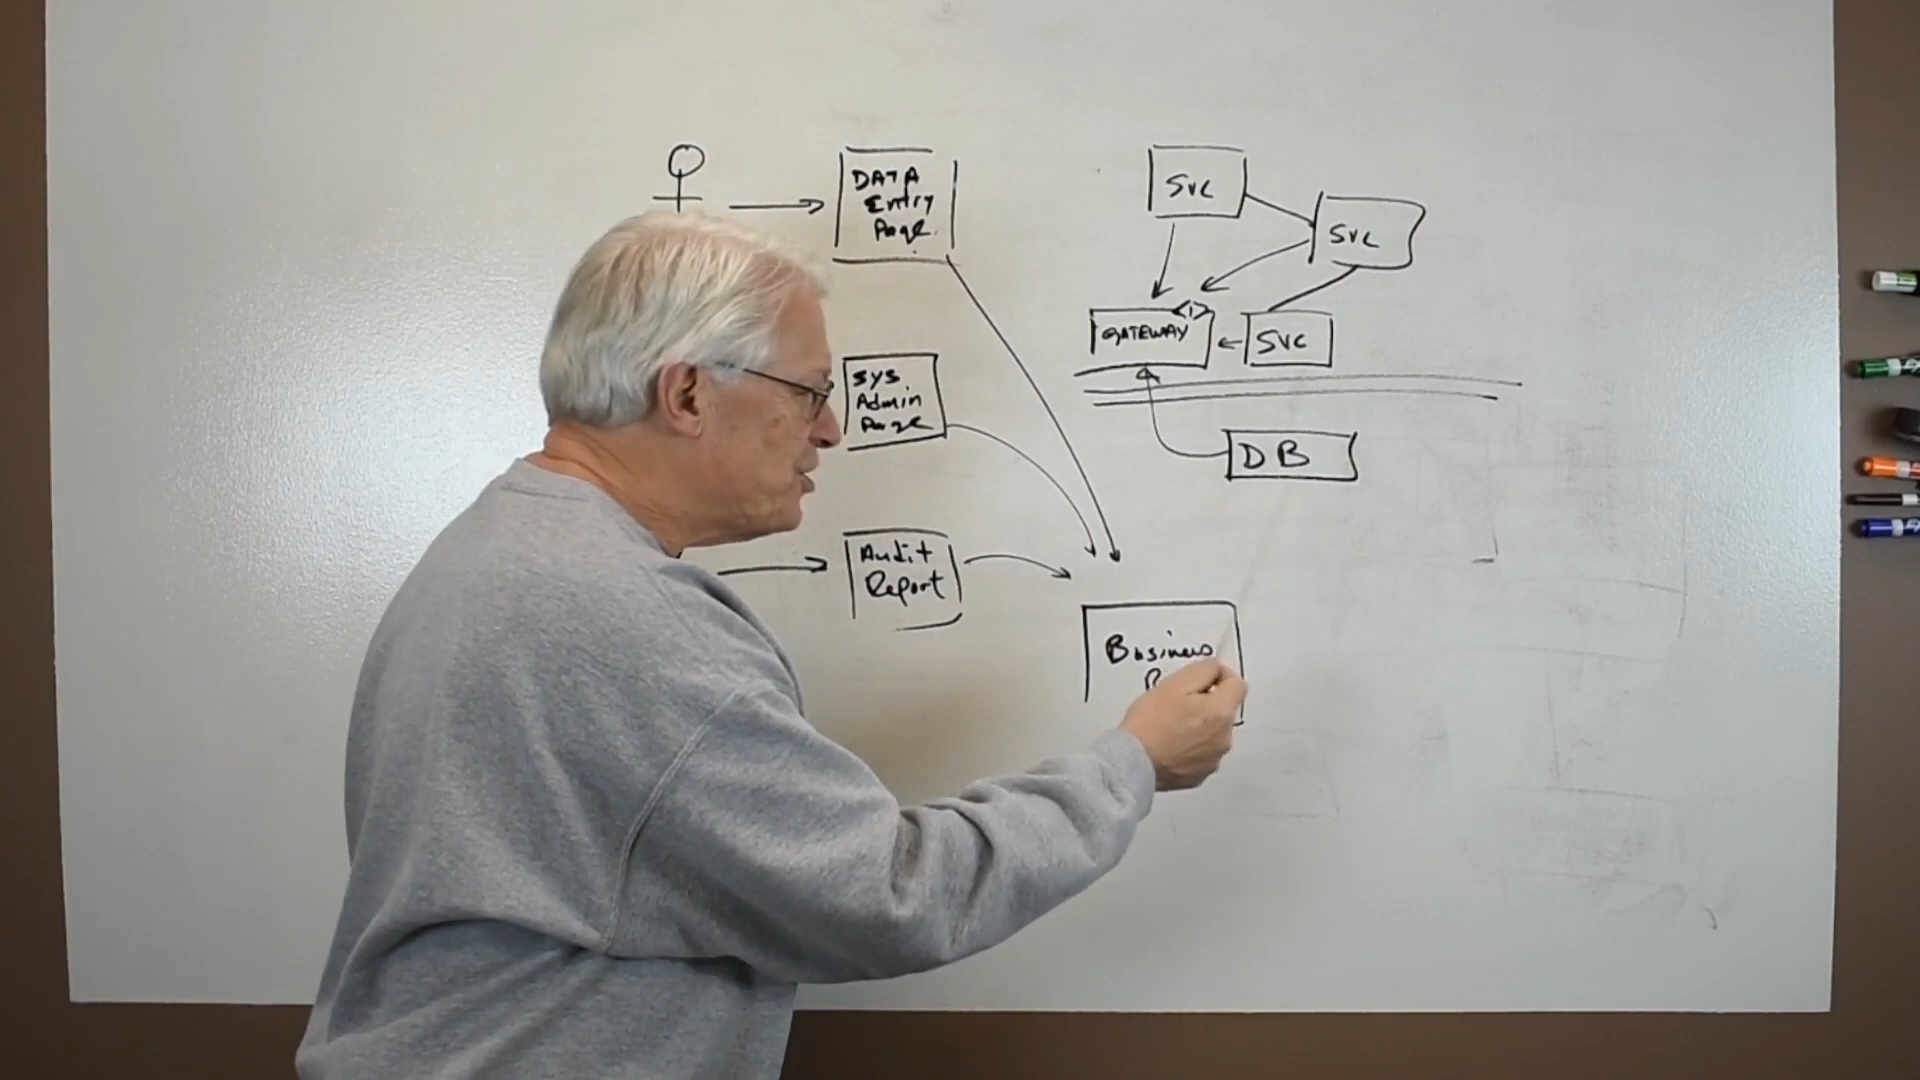 DATA
Entry
Page.
Sys
Admin
Page
Audit
Report
SVC
SVC
GATEWAY <I>
SVC
DB
Business